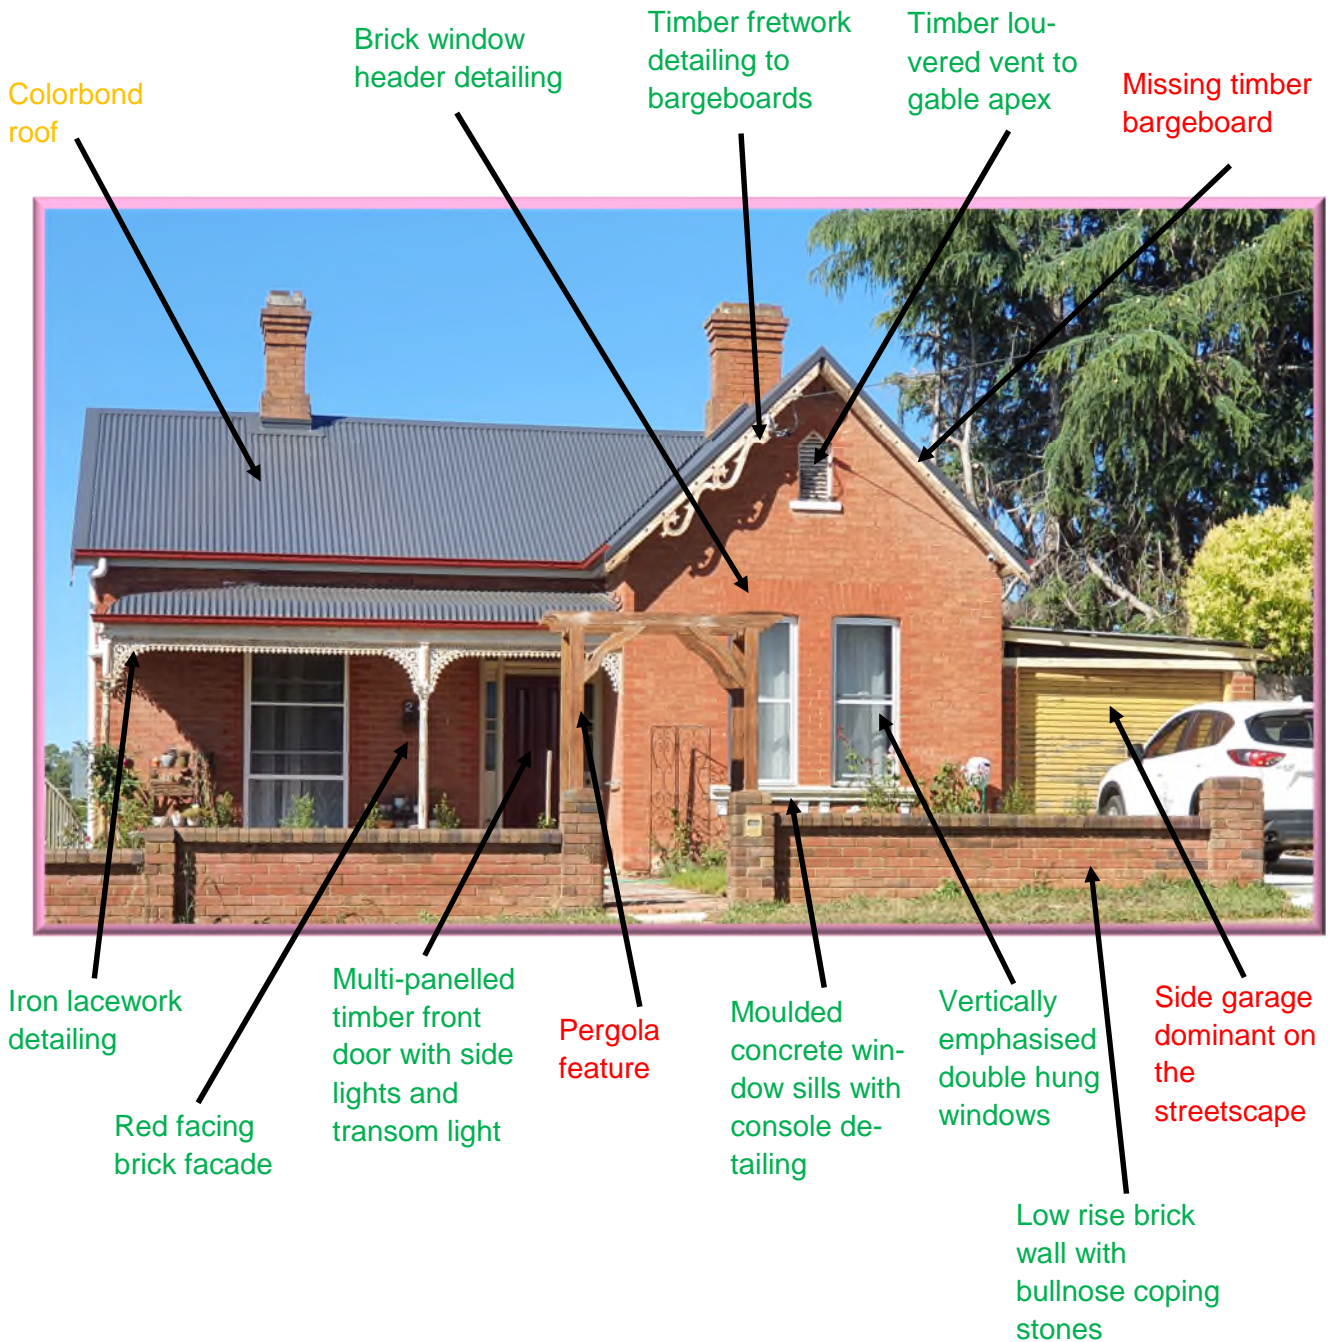 Colorbond
roof
Brick window
header detailing
Timber fretwork
detailing to
bargeboards
Timber lou-
vered vent to
gable apex
Missing timber
bargeboard
2
Iron lacework
detailing
Red facing
brick facade
Multi-panelled
timber front
door with side
lights and
transom light
Pergola
feature
Moulded
concrete win-
dow sills with
console de-
tailing
Vertically
emphasised
double hung
windows
Side garage
dominant on
the
streetscape
Low rise brick
wall with
bullnose coping
stones